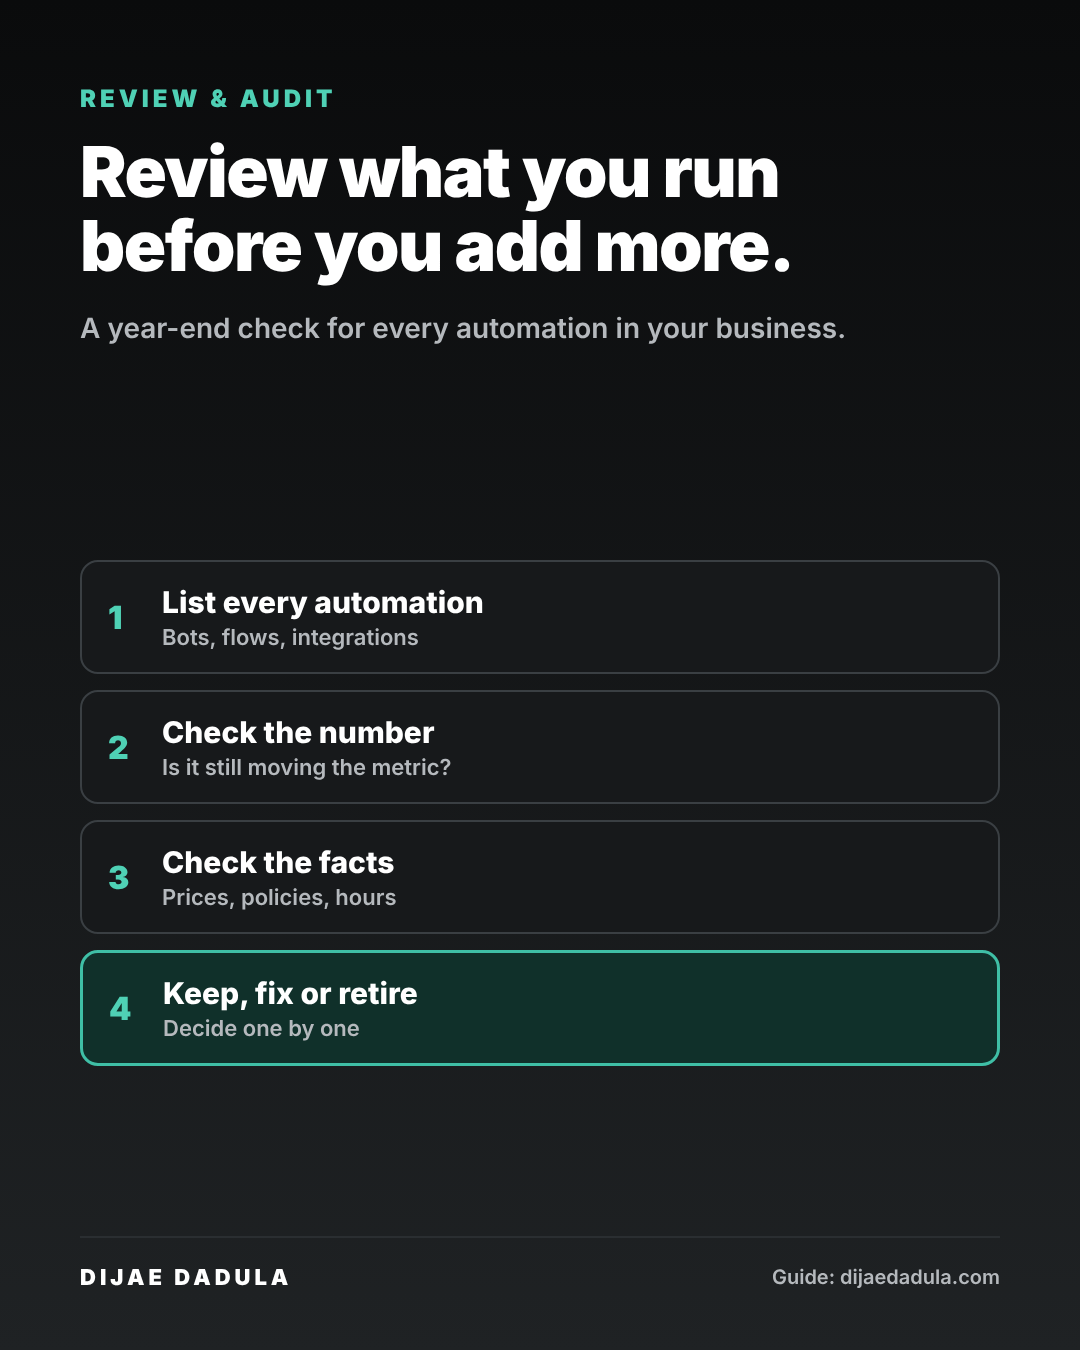 REVIEW & AUDIT
Review what you run
before you add more.
A year-end check for every automation in your business.
1
List every automation
Bots, flows, integrations
2
Check the number
Is it still moving the metric?
3
Check the facts
Prices, policies, hours
4
Keep, fix or retire
Decide one by one
DIJAE DADULA
Guide: dijaedadula.com